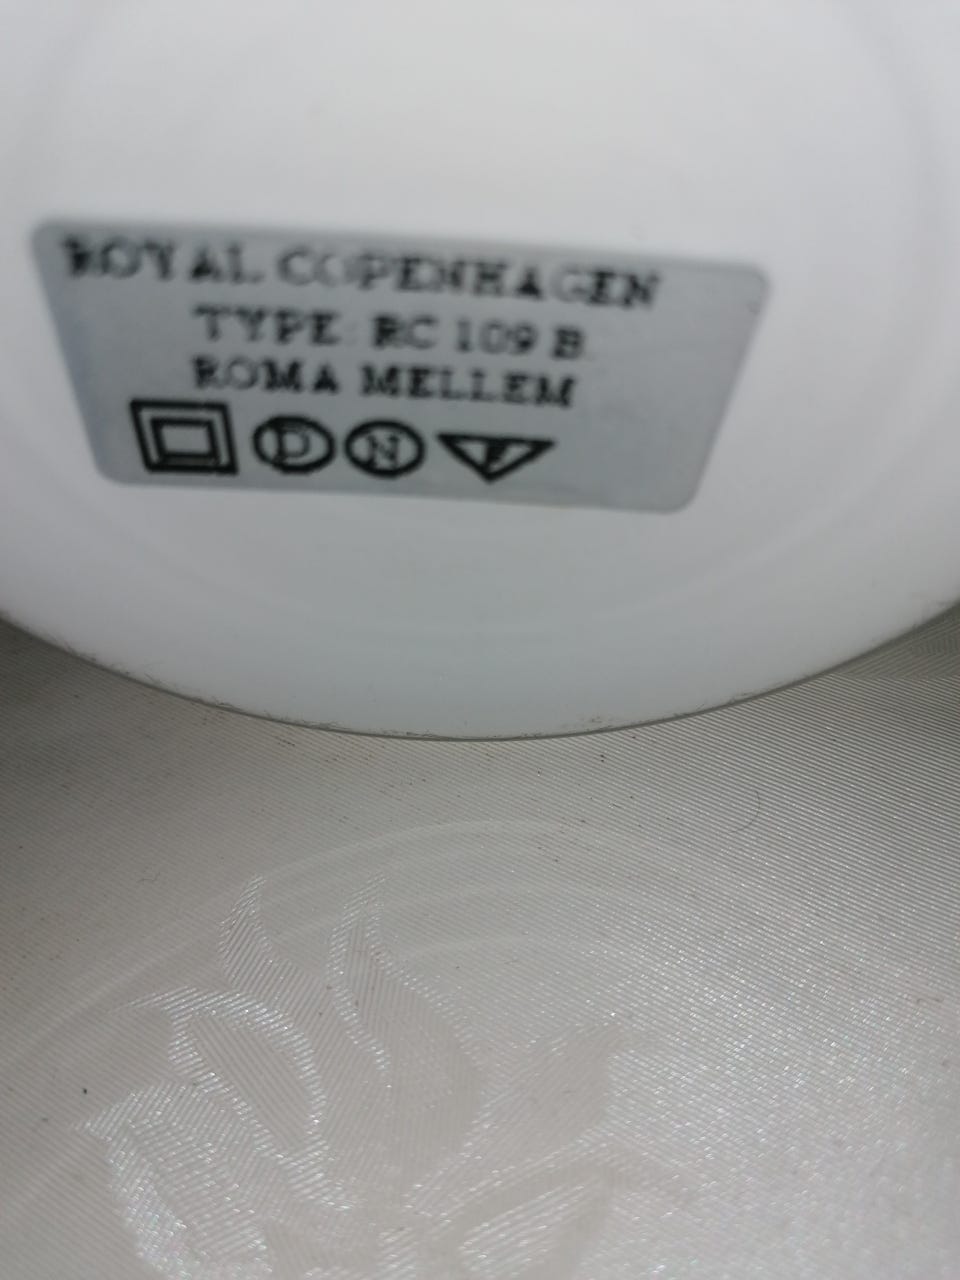 ROYAL COPENHAGEN
TYPE: RC 109 B
ROMA MELLEM
D N F